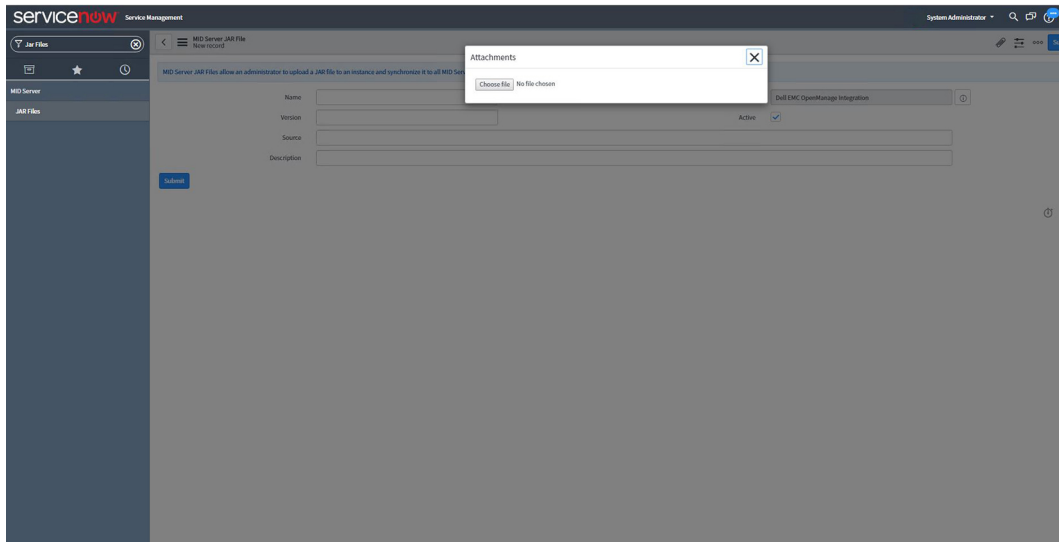 servicenow Service Management
System Administrator
Jar Files
MID Server JAR File
New record
MID Server
JAR Files
MID Server JAR Files allow an administrator to upload a JAR file to an instance and synchronize it to all MID Ser
Attachments
Choose file No file chosen
Name
Dell EMC OpenManage Integration
Version
Active
Source
Description
Submit